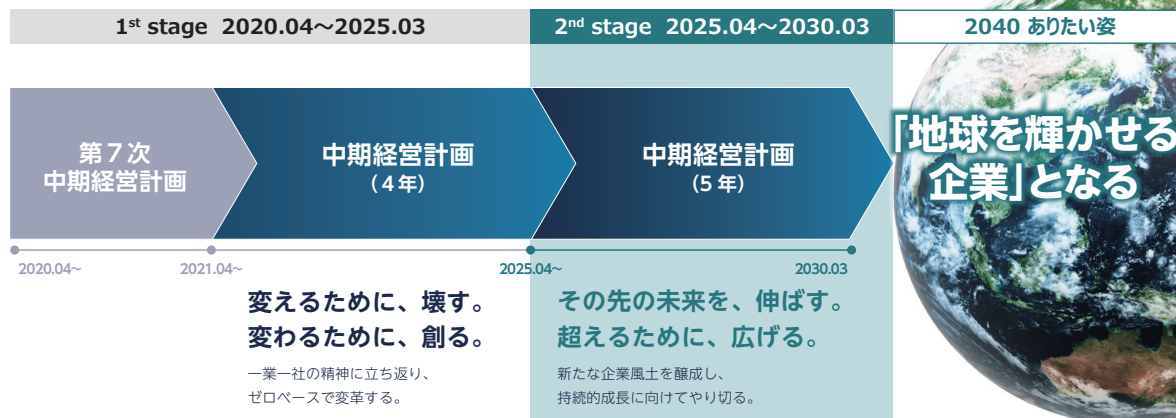 1st stage 2020.04～2025.03
2nd stage 2025.04～2030.03
2040 ありたい姿
第７次
中期経営計画
中期経営計画
（４年）
中期経営計画
（5 年）
「地球を輝かせる
企業」となる
2020.04～
2021.04～
2025.04～
2030.03
変えるために、壊す。
変わるために、創る。
一業一社の精神に立ち返り、
ゼロベースで変革する。
その先の未来を、伸ばす。
超えるために、広げる。
新たな企業風土を醸成し、
持続的成長に向けてやり切る。